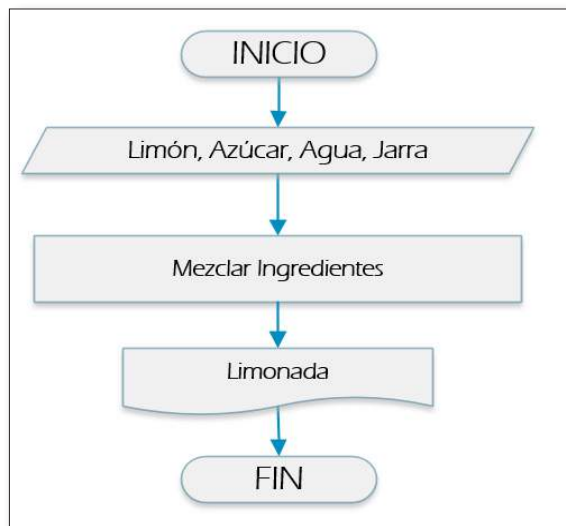 INICIO
Limón, Azúcar, Agua, Jarra
Mezclar Ingredientes
Limonada
FIN